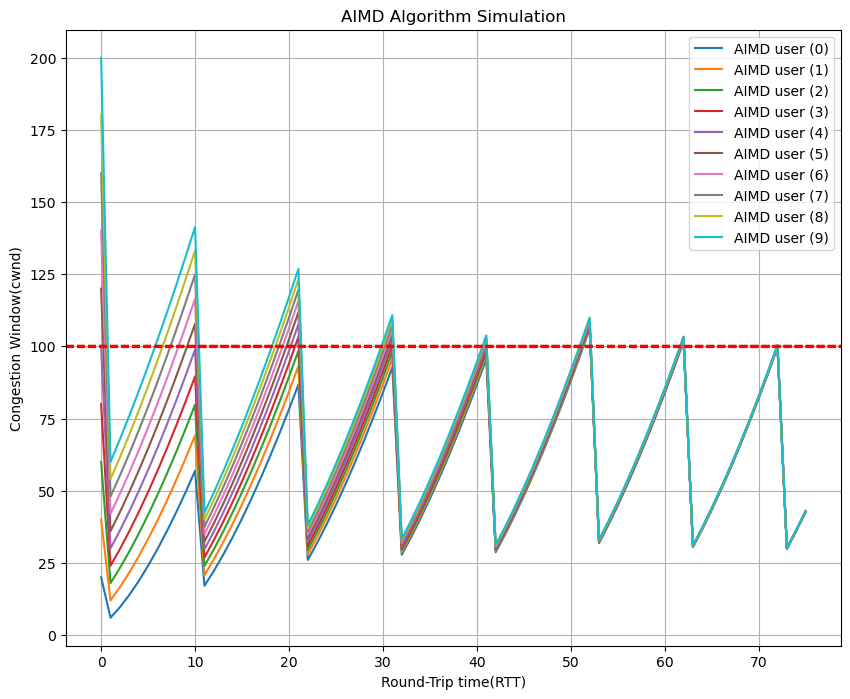 AIMD Algorithm Simulation
AIMD user (0)
AIMD user (1)
AIMD user (2)
AIMD user (3)
AIMD user (4)
AIMD user (5)
AIMD user (6)
AIMD user (7)
AIMD user (8)
AIMD user (9)
Congestion Window(cwnd)
200
175
150
125
100
75
50
25
0
0 10 20 30 40 50 60 70
Round-Trip time(RTT)